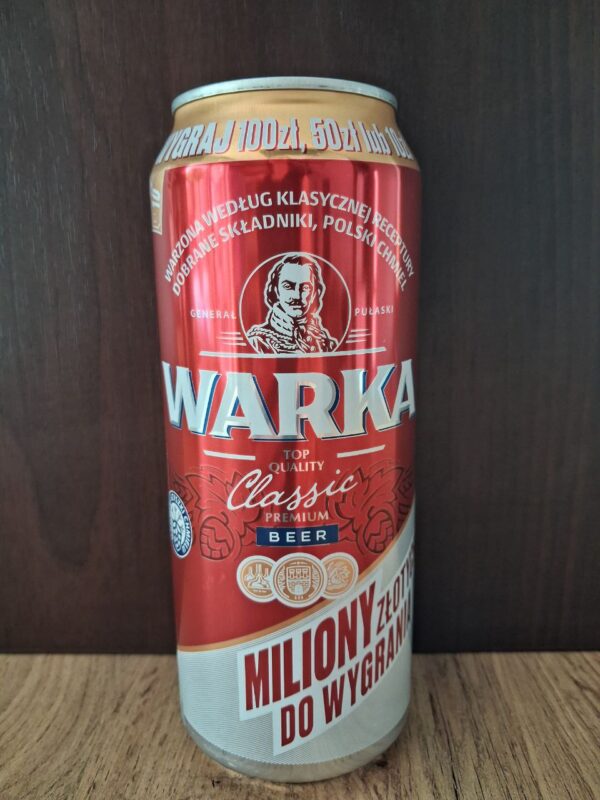 WYGRAJ 100zł, 50zł lub
WARZONA WEDŁUG KLASYCZNEJ RECEPTURY
DOBRANE SKŁADNIKI, POLSKI CHMIEL
GENERAŁ PUŁASKI
WARKA
TOP
QUALITY
Classic
PREMIUM
BEER
MILIONY ZŁOTYCH
DO WYGRANIA